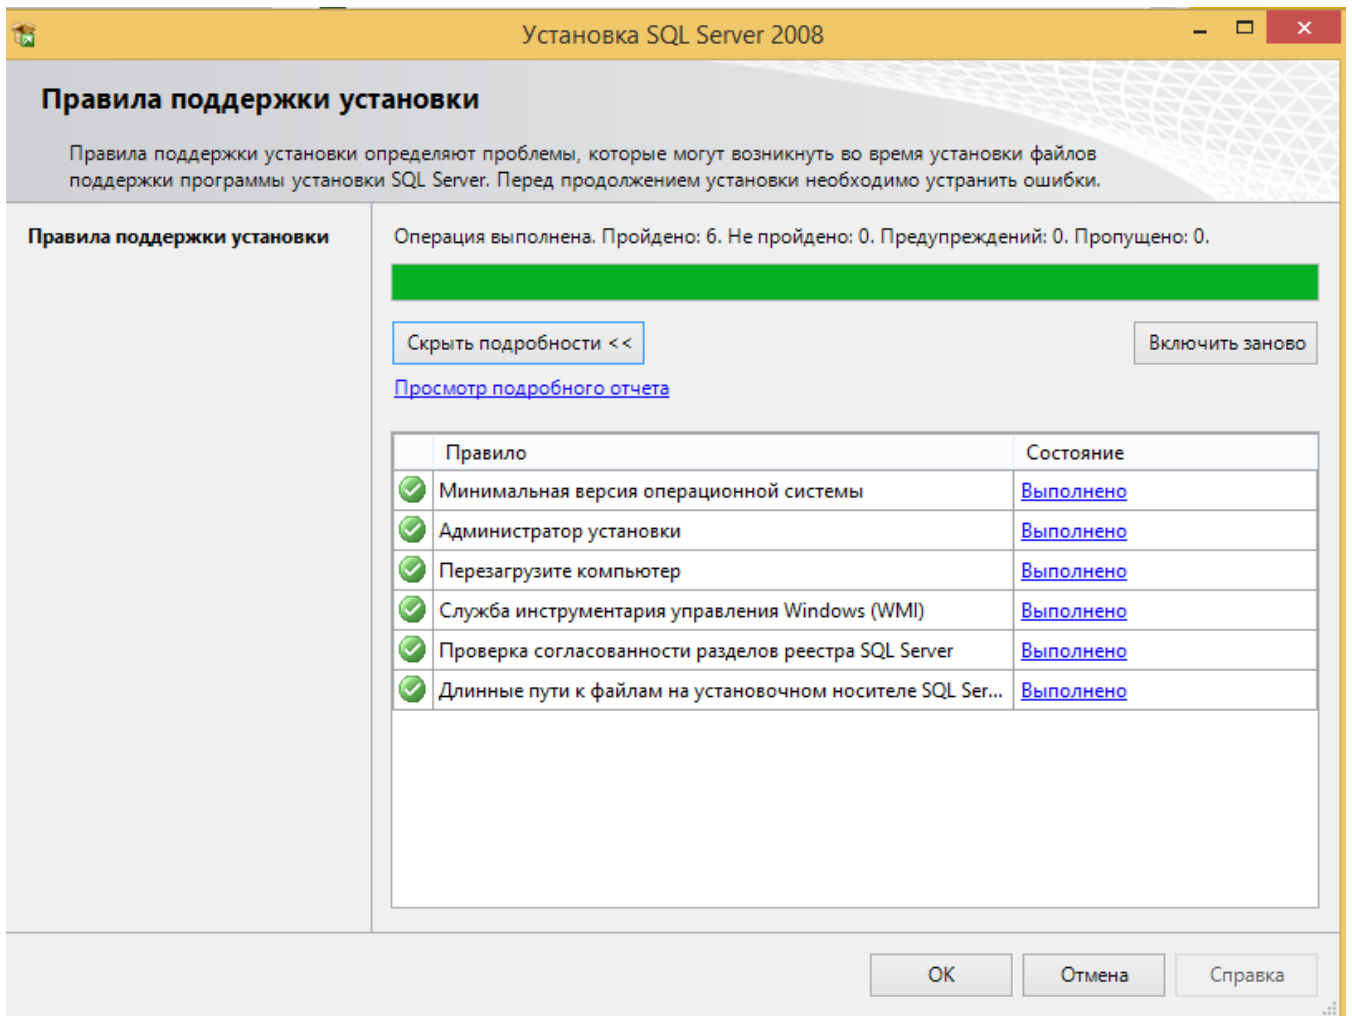 Установка SQL Server 2008
Правила поддержки установки
Правила поддержки установки определяют проблемы, которые могут возникнуть во время установки файлов
поддержки программы установки SQL Server. Перед продолжением установки необходимо устранить ошибки.
Правила поддержки установки
Операция выполнена. Пройдено: 6. Не пройдено: 0. Предупреждений: 0. Пропущено: 0.
Скрыть подробности <<
Включить заново
Просмотр подробного отчета
Правило
Состояние
Минимальная версия операционной системы
Выполнено
Администратор установки
Выполнено
Перезагрузите компьютер
Выполнено
Служба инструментария управления Windows (WMI)
Выполнено
Проверка согласованности разделов реестра SQL Server
Выполнено
Длинные пути к файлам на установочном носителе SQL Ser...
Выполнено
ОК
Отмена
Справка